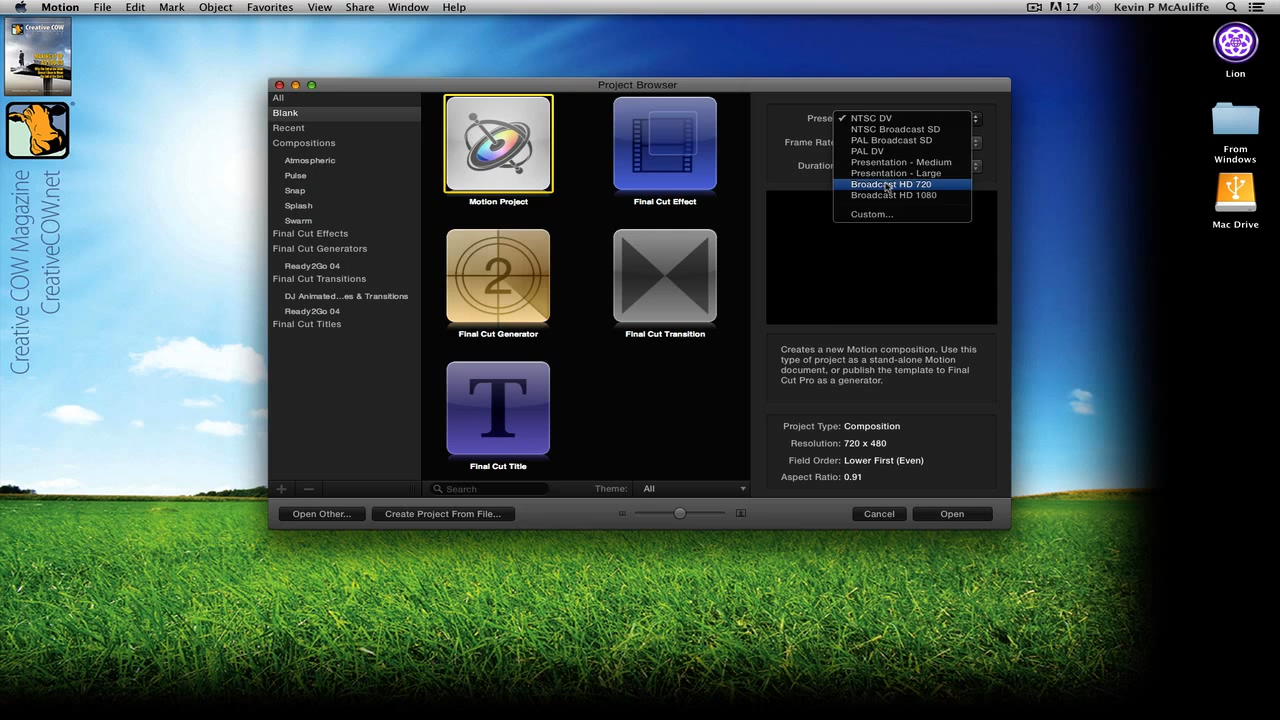 Motion File Edit Mark Object Favorites View Share Window Help 17 Kevin P McAuliffe
Creative COW
Creative COW Magazine
CreativeCOW.net
Lion
From Windows
Mac Drive
Project Browser
All
Blank
Recent
Compositions
Atmospheric
Pulse
Snap
Splash
Swarm
Final Cut Effects
Final Cut Generators
Ready2Go 04
Final Cut Transitions
DJ Animated...es & Transitions
Ready2Go 04
Final Cut Titles
Motion Project
Final Cut Effect
2
Final Cut Generator
Final Cut Transition
T
Final Cut Title
Prese
Frame Rat
Duratio
NTSC DV
NTSC Broadcast SD
PAL Broadcast SD
PAL DV
Presentation - Medium
Presentation - Large
Broadcast HD 720
Broadcast HD 1080
Custom...
Creates a new Motion composition. Use this
type of project as a stand-alone Motion
document, or publish the template to Final
Cut Pro as a generator.
Project Type: Composition
Resolution: 720 x 480
Field Order: Lower First (Even)
Aspect Ratio: 0.91
Search
Theme: All
Open Other...
Create Project From File...
Cancel
Open